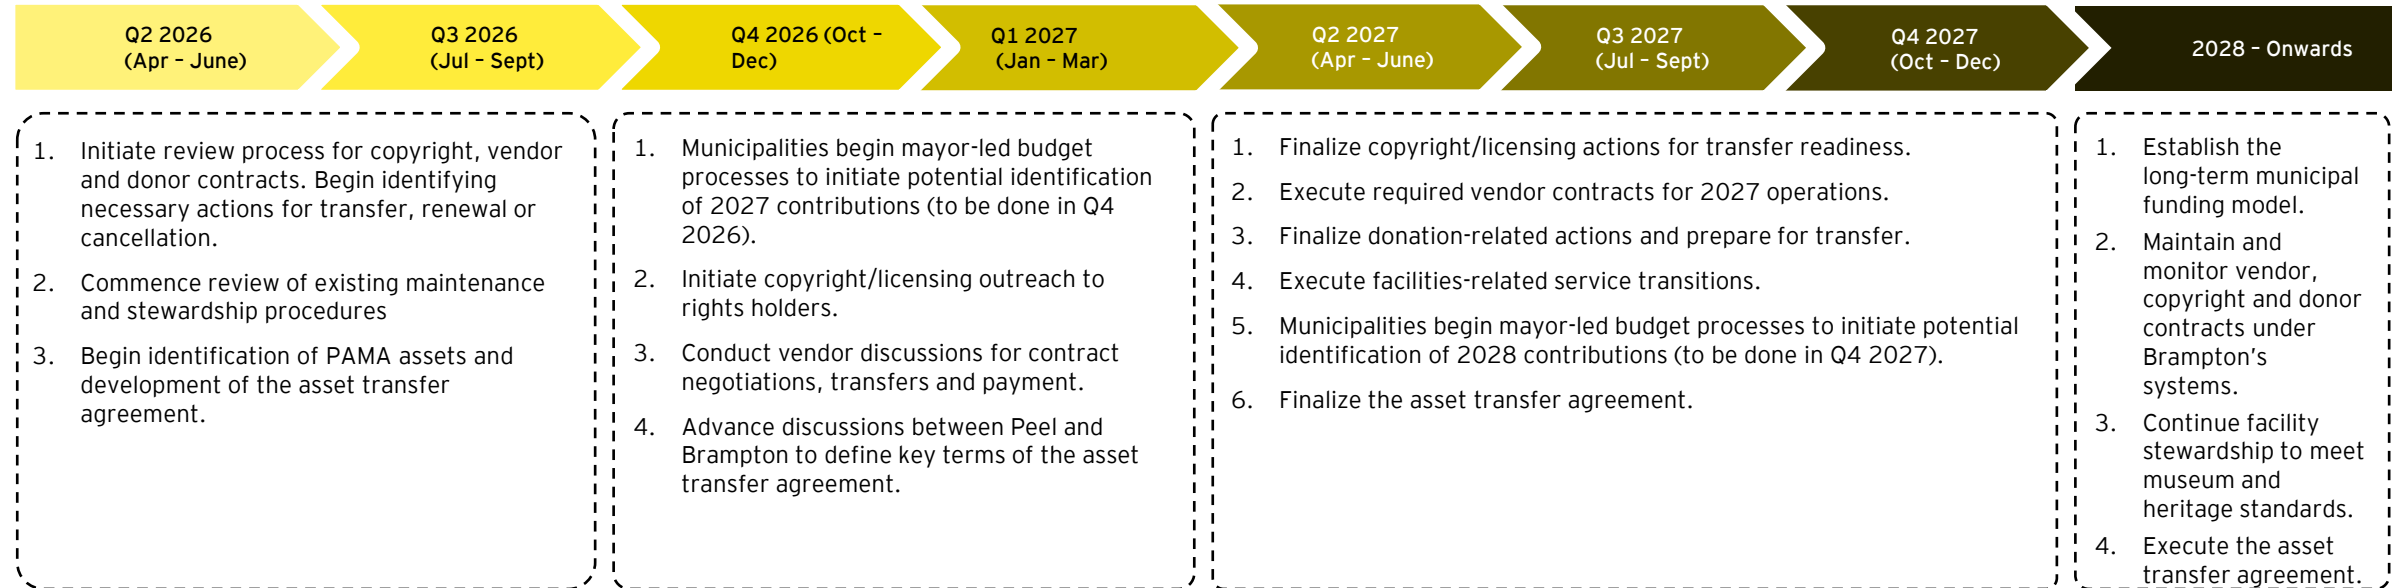 Q2 2026
(Apr – June)
Q3 2026
(Jul – Sept)
Q4 2026 (Oct –
Dec)
Q1 2027
(Jan – Mar)
Q2 2027
(Apr – June)
Q3 2027
(Jul – Sept)
Q4 2027
(Oct – Dec)
2028 – Onwards
1. Initiate review process for copyright, vendor
and donor contracts. Begin identifying
necessary actions for transfer, renewal or
cancellation.
2. Commence review of existing maintenance
and stewardship procedures
3. Begin identification of PAMA assets and
development of the asset transfer
agreement.
1. Municipalities begin mayor-led budget
processes to initiate potential identification
of 2027 contributions (to be done in Q4
2026).
2. Initiate copyright/licensing outreach to
rights holders.
3. Conduct vendor discussions for contract
negotiations, transfers and payment.
4. Advance discussions between Peel and
Brampton to define key terms of the asset
transfer agreement.
1. Finalize copyright/licensing actions for transfer readiness.
2. Execute required vendor contracts for 2027 operations.
3. Finalize donation-related actions and prepare for transfer.
4. Execute facilities-related service transitions.
5. Municipalities begin mayor-led budget processes to initiate potential
identification of 2028 contributions (to be done in Q4 2027).
6. Finalize the asset transfer agreement.
1. Establish the
long-term municipal
funding model.
2. Maintain and
monitor vendor,
copyright and donor
contracts under
Brampton's
systems.
3. Continue facility
stewardship to meet
museum and
heritage standards.
4. Execute the asset
transfer agreement.